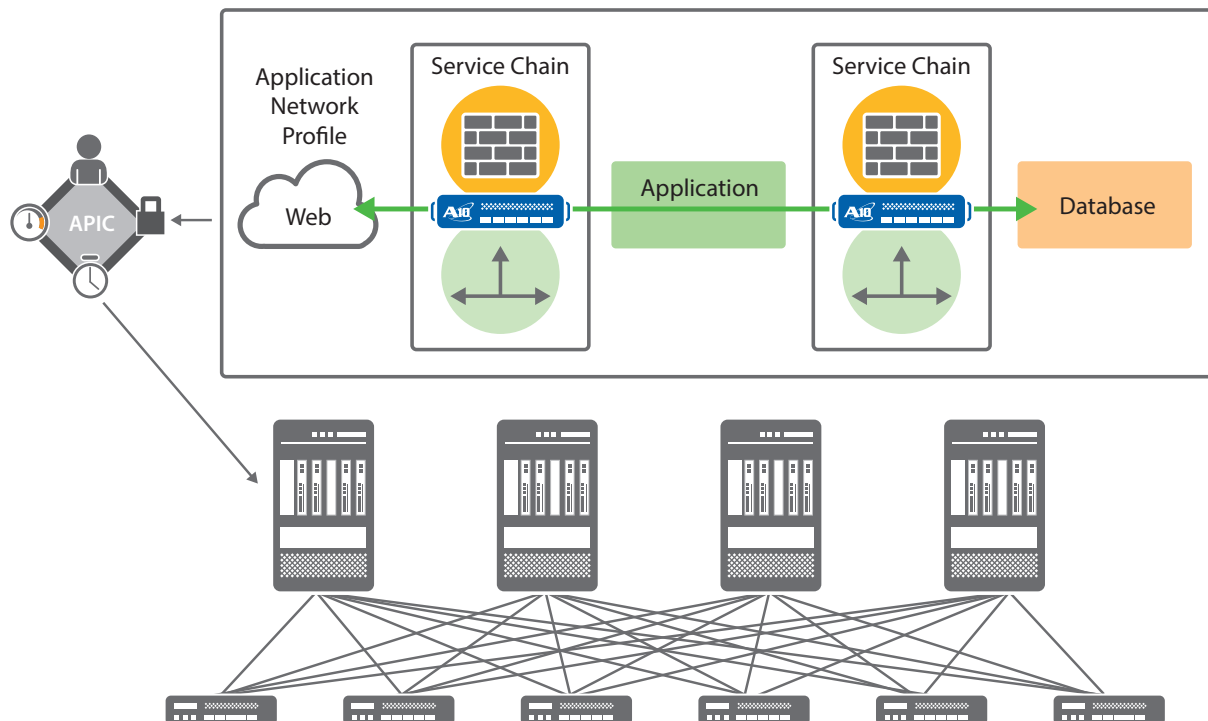 Application
Network
Profile
Service Chain
Service Chain
APIC
Web
A10
Application
A10
Database